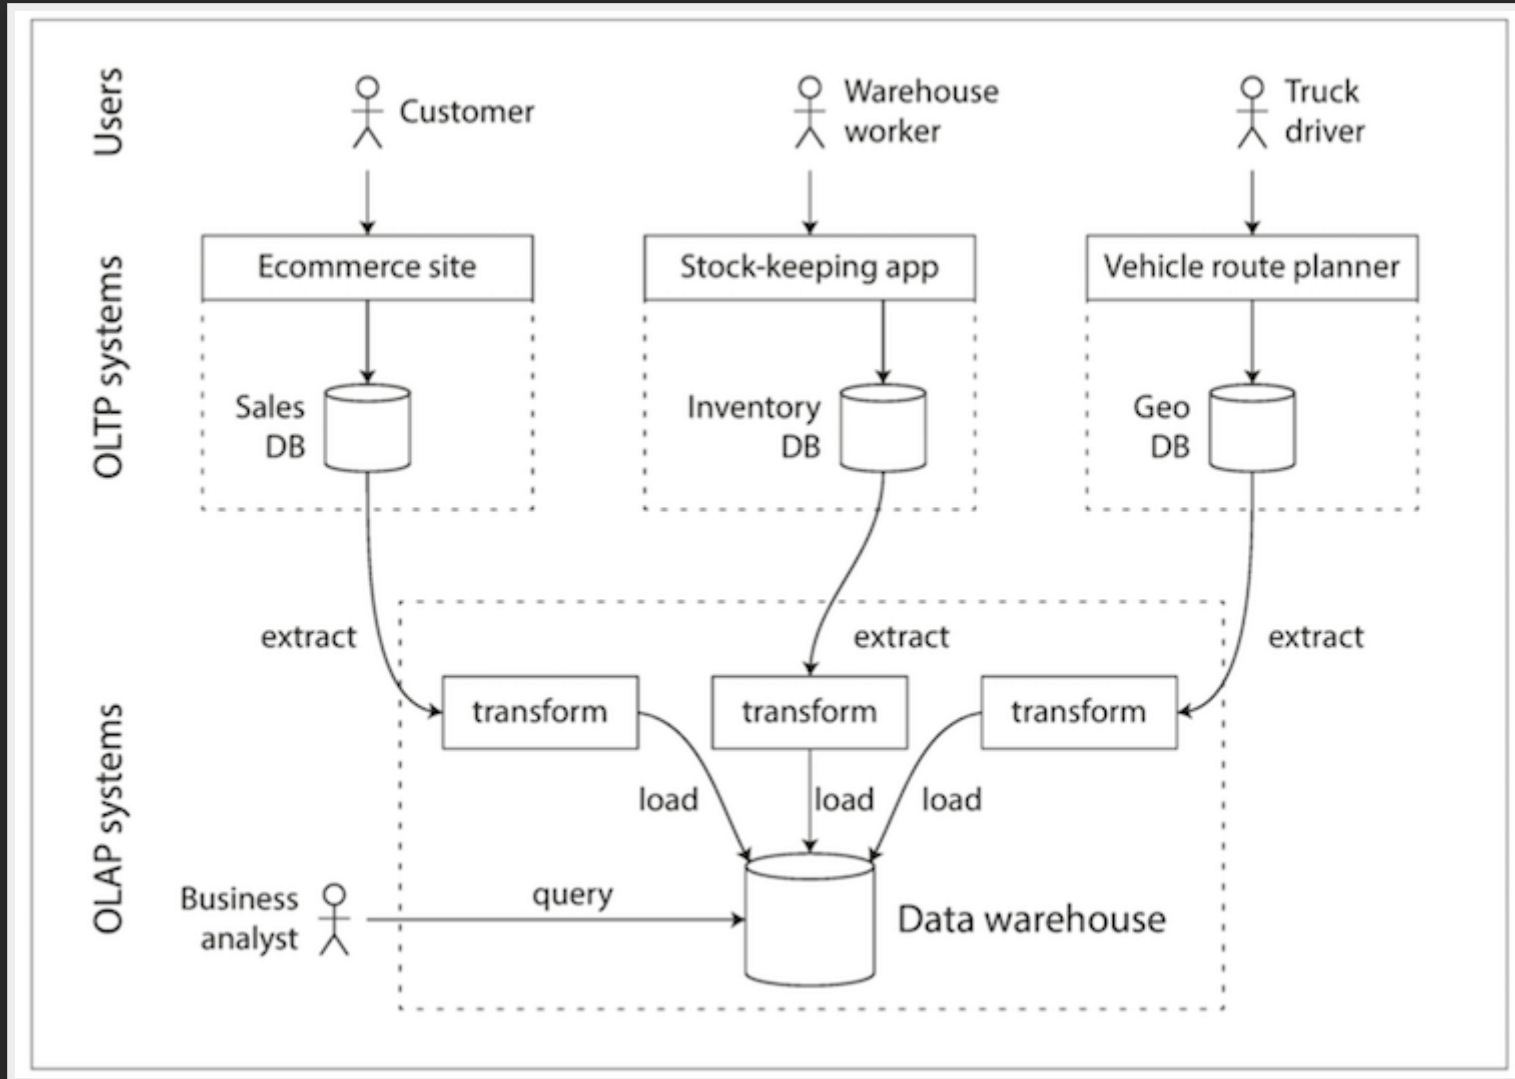 Users
Customer
Warehouse
worker
Truck
driver
OLTP systems
Ecommerce site
Stock-keeping app
Vehicle route planner
Sales
DB
Inventory
DB
Geo
DB
OLAP systems
extract
extract
extract
transform
transform
transform
load
load
load
Business
analyst
query
Data warehouse